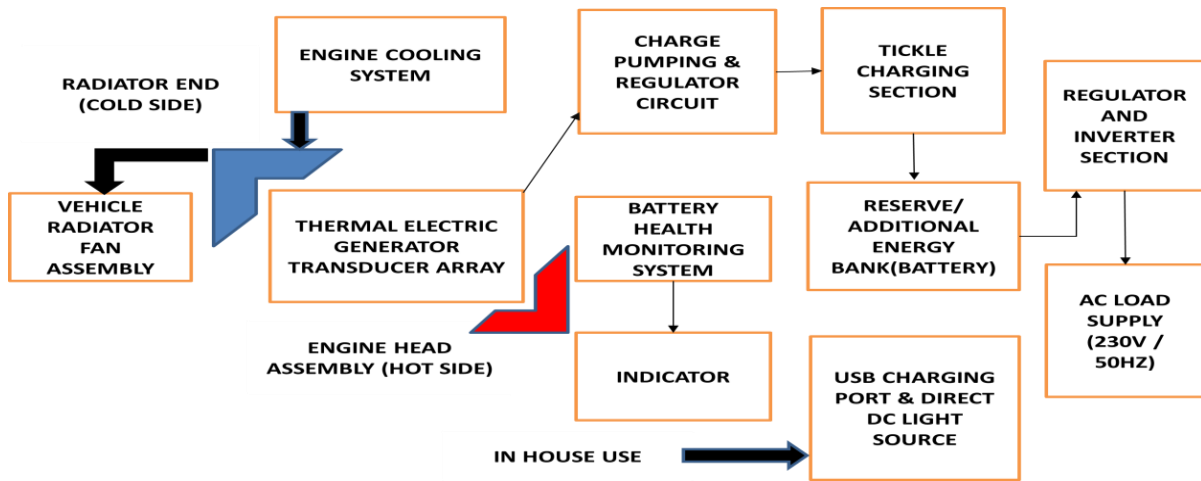 ENGINE COOLING
SYSTEM
RADIATOR END
(COLD SIDE)
VEHICLE
RADIATOR
FAN
ASSEMBLY
THERMAL ELECTRIC
GENERATOR
TRANSDUCER ARRAY
ENGINE HEAD
ASSEMBLY (HOT SIDE)
CHARGE
PUMPING &
REGULATOR
CIRCUIT
TICKLE
CHARGING
SECTION
REGULATOR
AND
INVERTER
SECTION
BATTERY
HEALTH
MONITORING
SYSTEM
RESERVE/
ADDITIONAL
ENERGY
BANK(BATTERY)
INDICATOR
AC LOAD
SUPPLY
(230V /
50HZ)
USB CHARGING
PORT & DIRECT
DC LIGHT
SOURCE
IN HOUSE USE